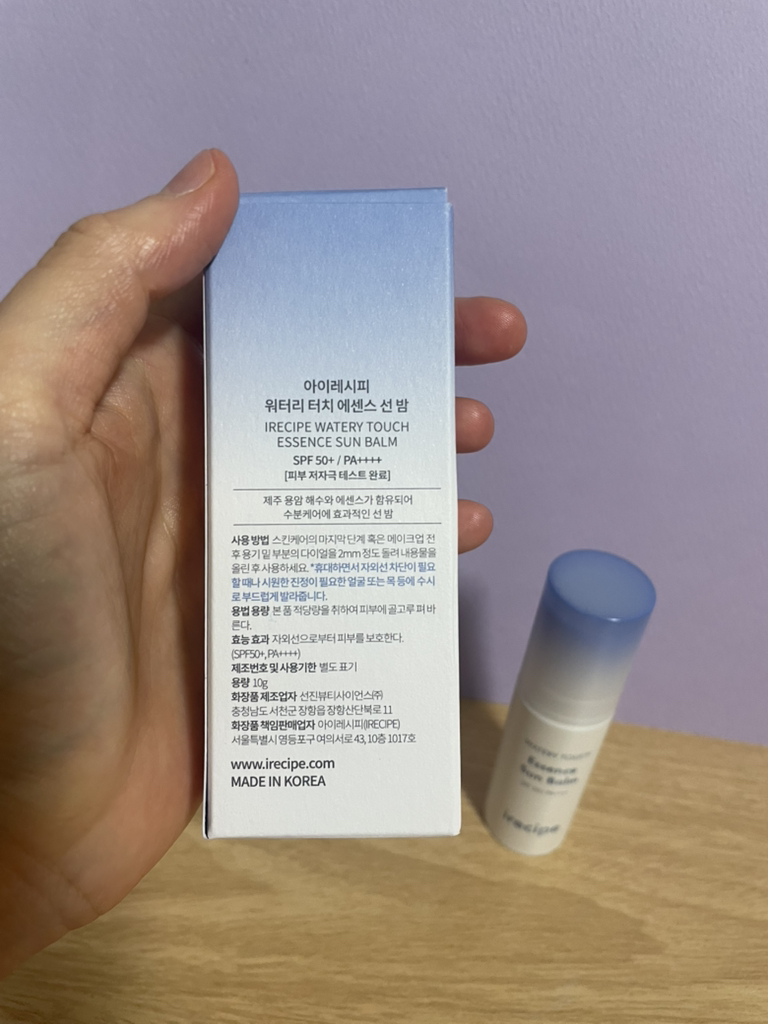 아이레시피
워터리 터치 에센스 선 밤
IRECIPE WATERY TOUCH
ESSENCE SUN BALM
SPF 50+ / PA++++
[피부 저자극 테스트 완료]
제주 용암 해수와 에센스가 함유되어
수분케어에 효과적인 선 밤
사용 방법 스킨케어의 마지막 단계 혹은 메이크업 전
후 용기 밑 부분의 다이얼을 2mm 정도 돌려 내용물을
올린 후 사용하세요. *휴대하면서 자외선 차단이 필요
할 때나 시원한 진정이 필요한 얼굴 또는 목 등에 수시
로 부드럽게 발라줍니다.
용법 용량 본 품 적당량을 취하여 피부에 골고루 펴 바
른다.
효능 효과 자외선으로부터 피부를 보호한다.
(SPF50+, PA++++)
제조번호 및 사용기한 별도 표기
용량 10g
화장품 제조업자 선진뷰티사이언스(주)
충청남도 서천군 장항읍 장항산단북로 11
화장품 책임판매업자 아이레시피(IRECIPE)
서울특별시 영등포구 여의서로 43, 10층 1017호
www.irecipe.com
MADE IN KOREA
WATERY TOUCH
Essence
Sun Balm
irecipe